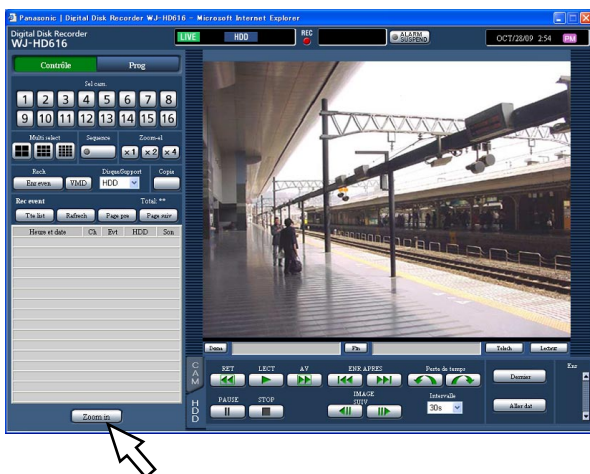 Panasonic | Digital Disk Recorder WJ-HD616 - Microsoft Internet Explorer
Digital Disk Recorder
WJ-HD616
LIVE HDD REC ALARM SUSPEND OCT/28/09 2:54 PM
Contrôle Prog
Sel cam.
1 2 3 4 5 6 7 8
9 10 11 12 13 14 15 16
Multi select Sequence Zoom-el
x1 x2 x4
Rech Disque/Support Copie
Enr even VMD HDD
Rec event Total: **
Tte list Rafrech Page pre Page suiv
Heure et date Ch Evt HDD Son
Zoom in
Fin Telech Lecteur
CAM
HDD
RET LECT AV ENR APRES Perte de temps Enr
Dernier
PAUSE STOP IMAGE SUIV Intervalle
30s
Aller dat